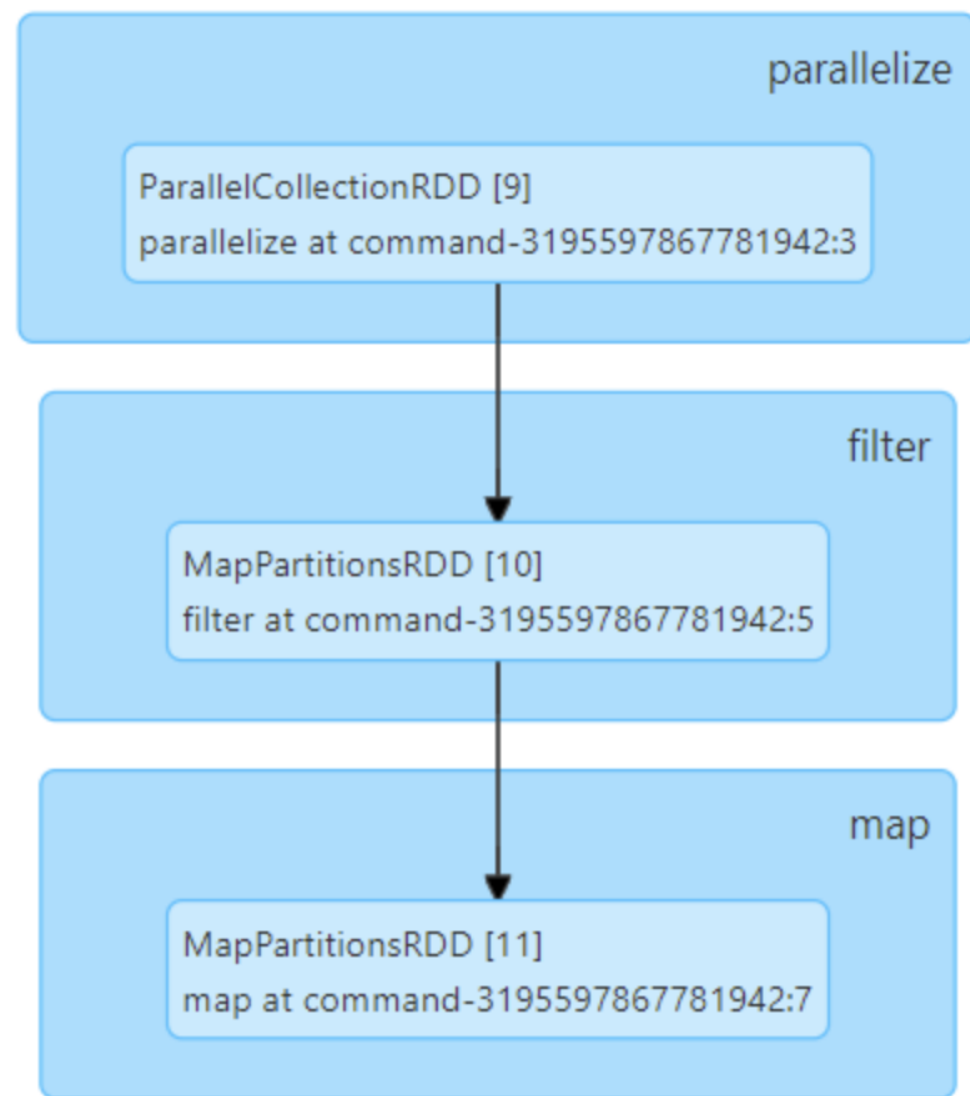 parallelize
ParallelCollectionRDD [9]
parallelize at command-3195597867781942:3
filter
MapPartitionsRDD [10]
filter at command-3195597867781942:5
map
MapPartitionsRDD [11]
map at command-3195597867781942:7